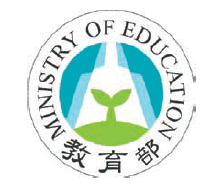 MINISTRY OF EDUCATION
教育部